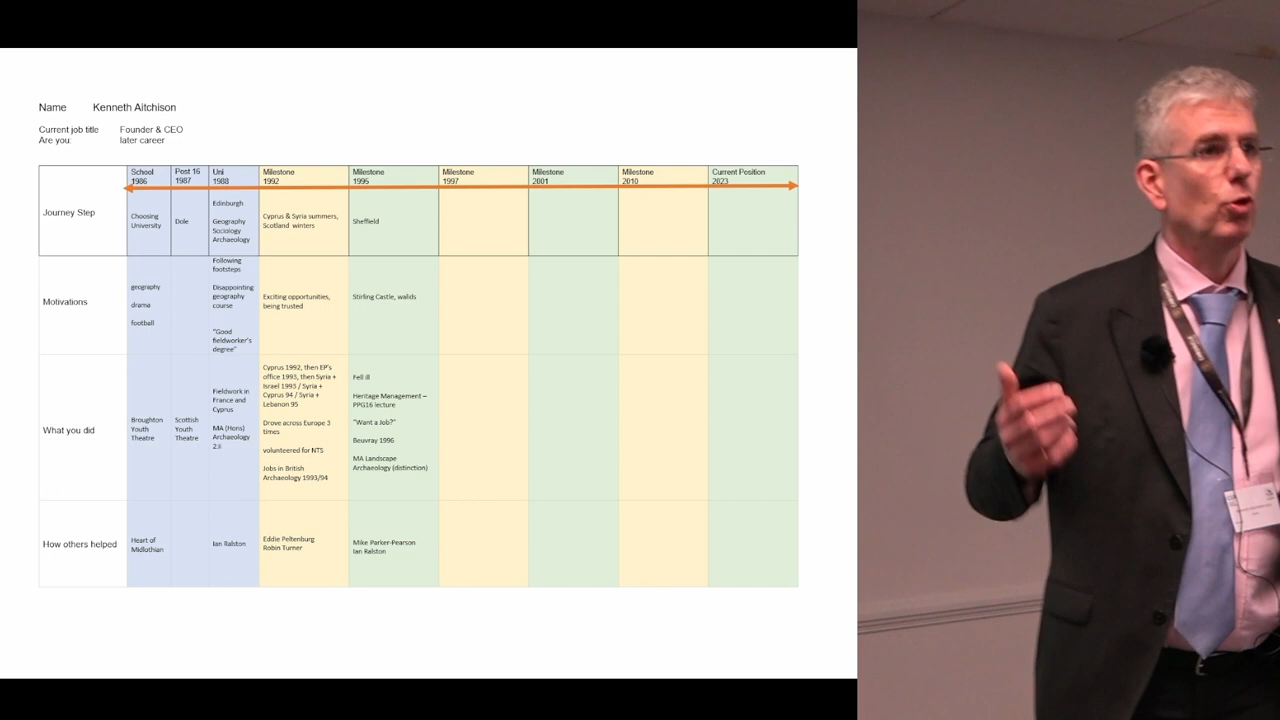 Name Kenneth Aitchison
Current job title Founder & CEO
Are you: later career
School
1986
Post 16
1987
Uni
1988
Milestone
1992
Milestone
1995
Milestone
1997
Milestone
2001
Milestone
2010
Current Position
2023
Journey Step
Choosing
University
Dole
Edinburgh
Geography
Sociology
Archaeology
Cyprus & Syria summers,
Scotland winters
Sheffield
Motivations
geography
drama
football
Following
footsteps
Disappointing
geography
course
"Good
fieldworker's
degree"
Exciting opportunities,
being trusted
Stirling Castle, walids
What you did
Broughton
Youth
Theatre
Scottish
Youth
Theatre
Fieldwork in
France and
Cyprus
MA (Hons)
Archaeology
2:ii
Cyprus 1992, then EP's
office 1993, then Syria +
Israel 1993 / Syria +
Cyprus 94 / Syria +
Lebanon 95
Drove across Europe 3
times
volunteered for NTS
Jobs in British
Archaeology 1993/94
Fell ill
Heritage Management –
PPG16 lecture
"Want a Job?"
Beuvray 1996
MA Landscape
Archaeology (distinction)
How others helped
Heart of
Midlothian
Ian Ralston
Eddie Peltenburg
Robin Turner
Mike Parker-Pearson
Ian Ralston